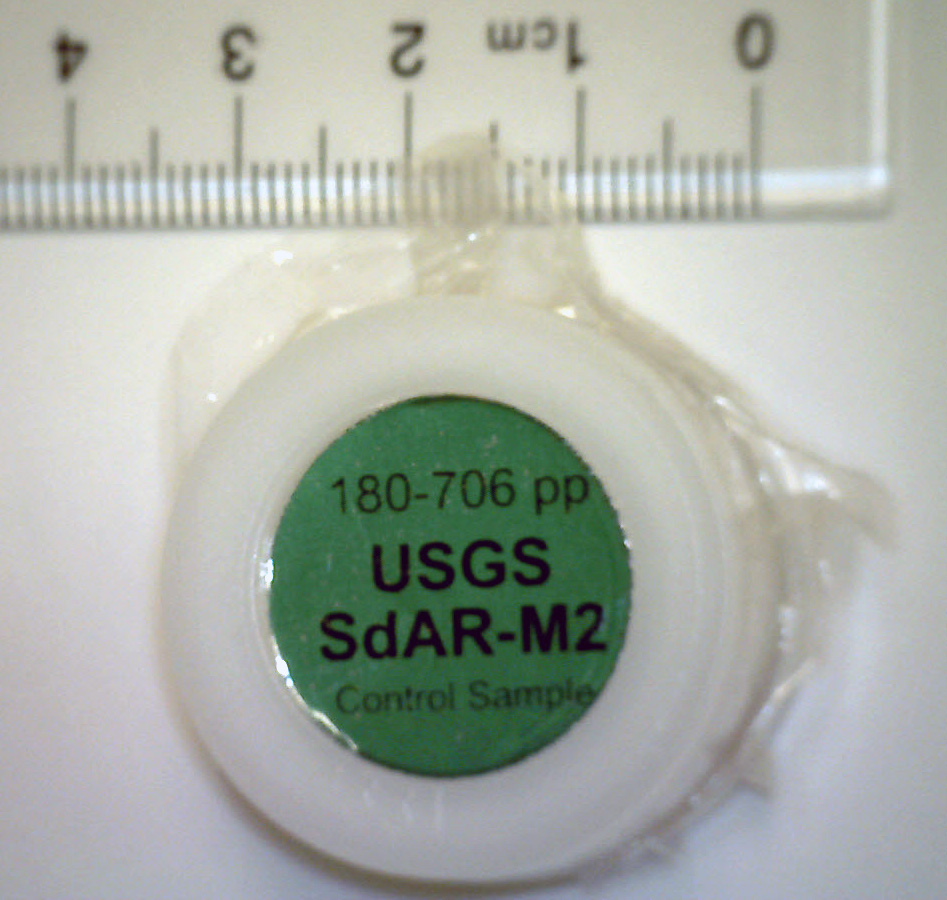 4 3 2 1cm 0
180-706 pp
USGS
SdAR-M2
Control Sample